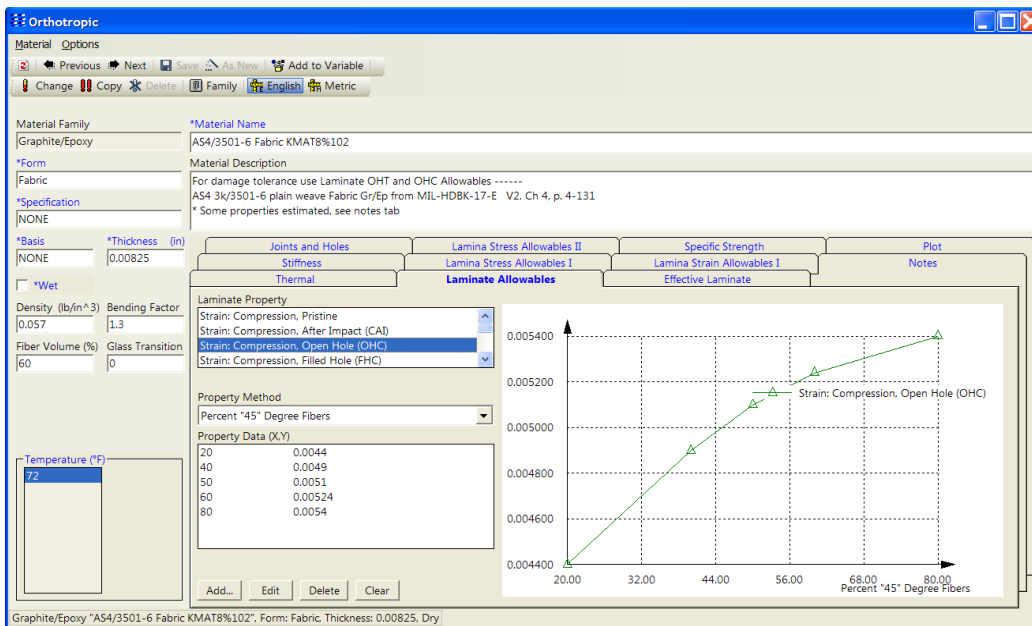 Orthotropic
Material Options
Previous Next Save As New Add to Variable
Change Copy Delete Family English Metric
Material Family
Graphite/Epoxy
*Material Name
AS4/3501-6 Fabric KMAT8%102
*Form
Fabric
Material Description
For damage tolerance use Laminate OHT and OHC Allowables ------
AS4 3k/3501-6 plain weave Fabric Gr/Ep from MIL-HDBK-17-E V2, Ch 4, p. 4-131
* Some properties estimated, see notes tab
*Specification
NONE
*Basis *Thickness (in)
NONE 0.00825
*Wet
Density (lb/in^3) Bending Factor
0.057 1.3
Fiber Volume (%) Glass Transition
60 0
Temperature (°F)
72
Joints and Holes Lamina Stress Allowables II Specific Strength Plot
Stiffness Lamina Stress Allowables I Lamina Strain Allowables I Notes
Thermal Laminate Allowables Effective Laminate
Laminate Property
Strain: Compression, Pristine
Strain: Compression, After Impact (CAI)
Strain: Compression, Open Hole (OHC)
Strain: Compression, Filled Hole (FHC)
Property Method
Percent "45" Degree Fibers
Property Data (X,Y)
20 0.0044
40 0.0049
50 0.0051
60 0.00524
80 0.0054
Add... Edit Delete Clear
0.005400
0.005200
Strain: Compression, Open Hole (OHC)
0.005000
0.004800
0.004600
0.004400
20.00 32.00 44.00 56.00 68.00 80.00
Percent "45" Degree Fibers
Graphite/Epoxy "AS4/3501-6 Fabric KMAT8%102", Form: Fabric, Thickness: 0.00825, Dry